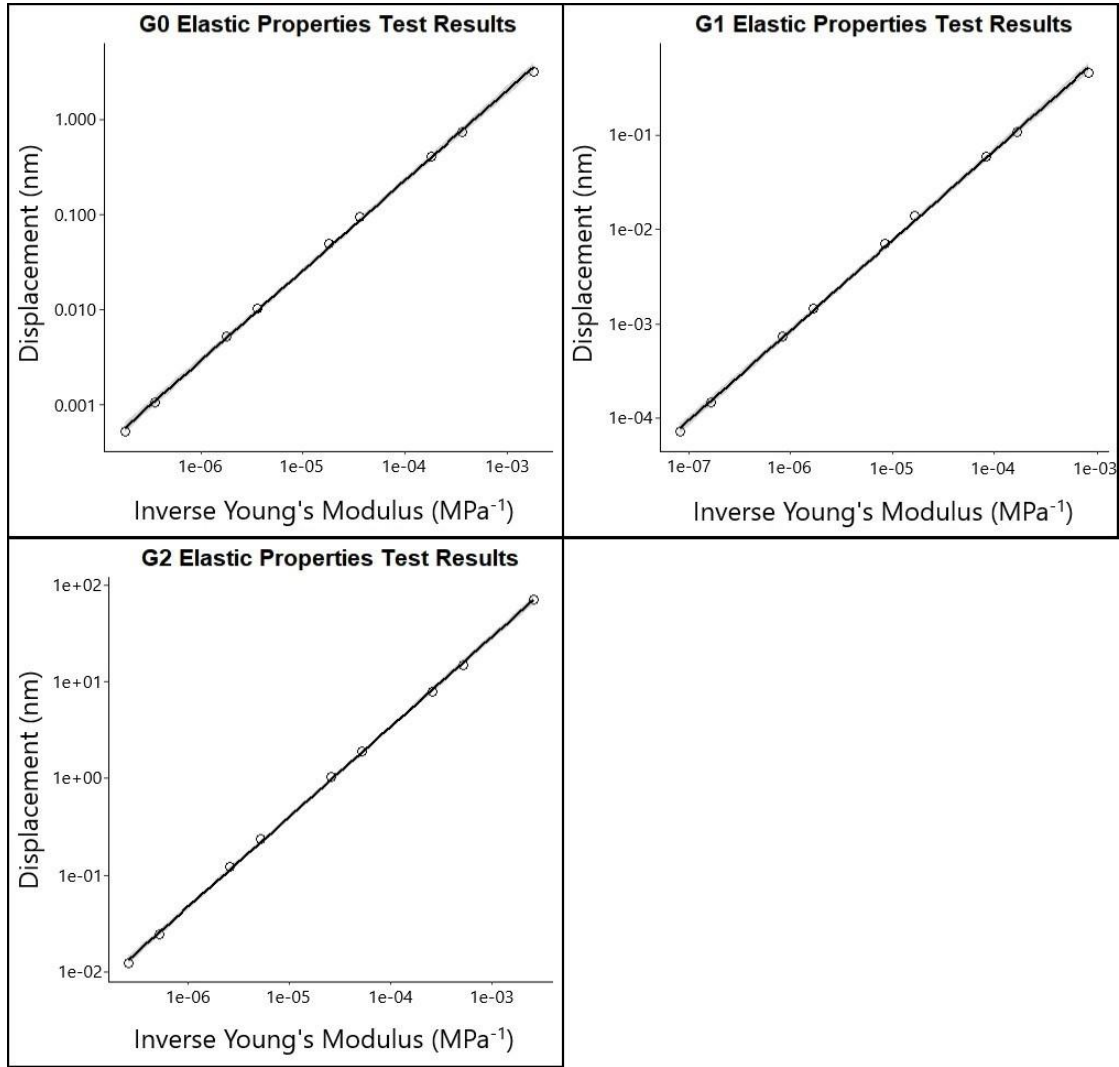 G0 Elastic Properties Test Results
Displacement (nm)
1.000
0.100
0.010
0.001
1e-06 1e-05 1e-04 1e-03
Inverse Young's Modulus (MPa⁻¹)
G1 Elastic Properties Test Results
Displacement (nm)
1e-01
1e-02
1e-03
1e-04
1e-07 1e-06 1e-05 1e-04 1e-03
Inverse Young's Modulus (MPa⁻¹)
G2 Elastic Properties Test Results
Displacement (nm)
1e+02
1e+01
1e+00
1e-01
1e-02
1e-06 1e-05 1e-04 1e-03
Inverse Young's Modulus (MPa⁻¹)